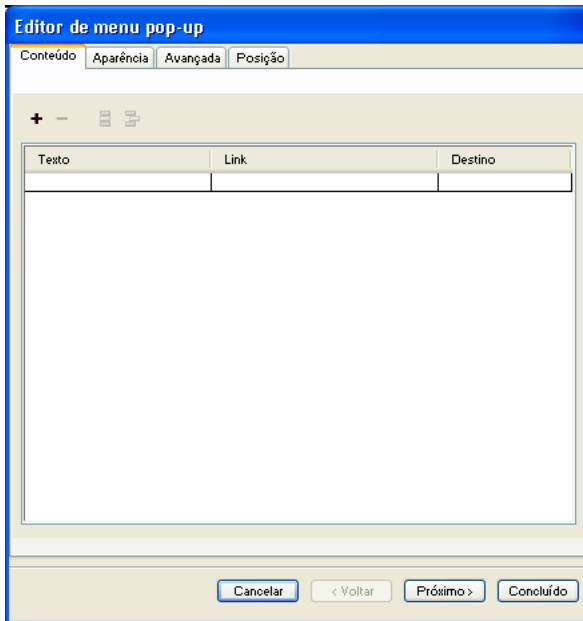 Editor de menu pop-up
Conteúdo Aparência Avançada Posição
Texto Link Destino
Cancelar < Voltar Próximo > Concluído